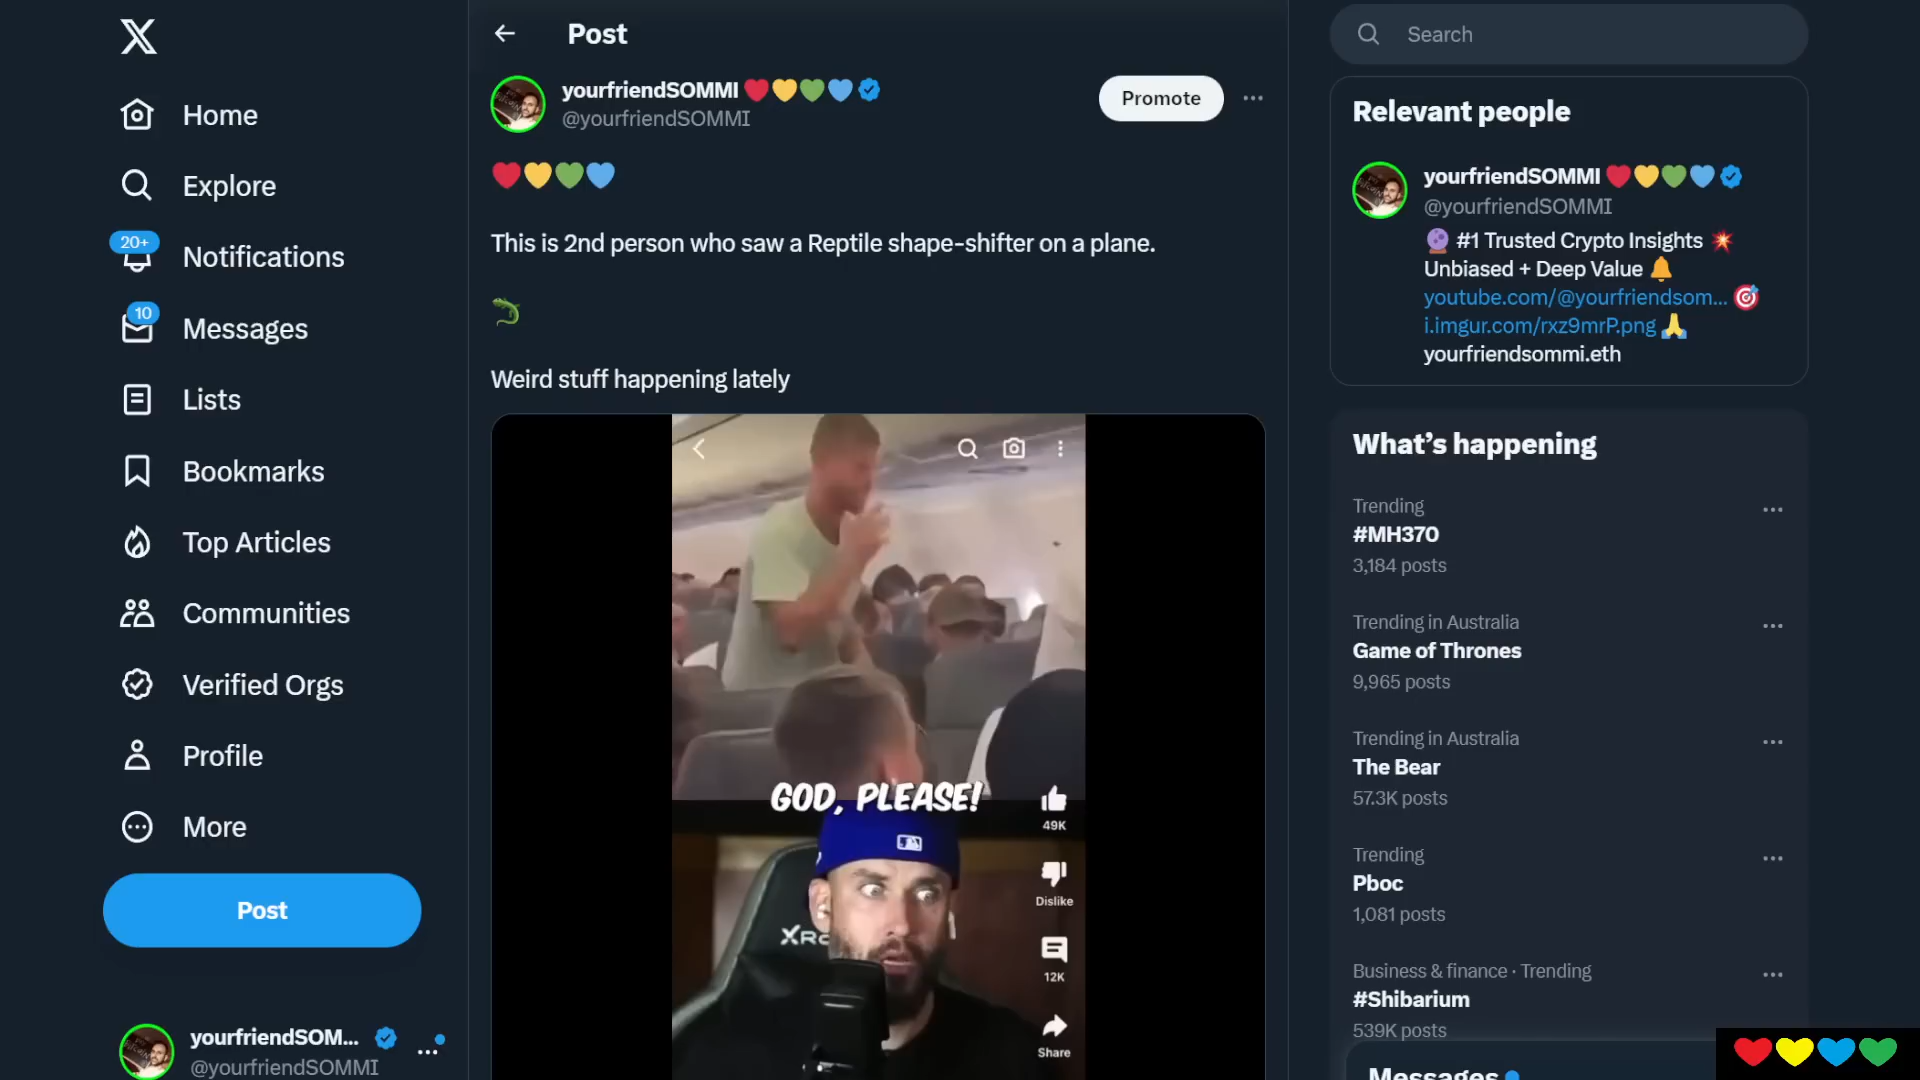 Home
Explore
20+
Notifications
10
Messages
Lists
Bookmarks
Top Articles
Communities
Verified Orgs
Profile
More
Post
yourfriendSOM...
@yourfriendSOMMI
Post
yourfriendSOMMI
@yourfriendSOMMI
Promote
This is 2nd person who saw a Reptile shape-shifter on a plane.
Weird stuff happening lately
GOD, PLEASE!
49K
Dislike
12K
Share
Search
Relevant people
yourfriendSOMMI
@yourfriendSOMMI
#1 Trusted Crypto Insights
Unbiased + Deep Value
youtube.com/@yourfriendsom...
i.imgur.com/rxz9mrP.png
yourfriendsommi.eth
What's happening
Trending
#MH370
3,184 posts
Trending in Australia
Game of Thrones
9,965 posts
Trending in Australia
The Bear
57.3K posts
Trending
Pboc
1,081 posts
Business & finance · Trending
#Shibarium
539K posts
Messages